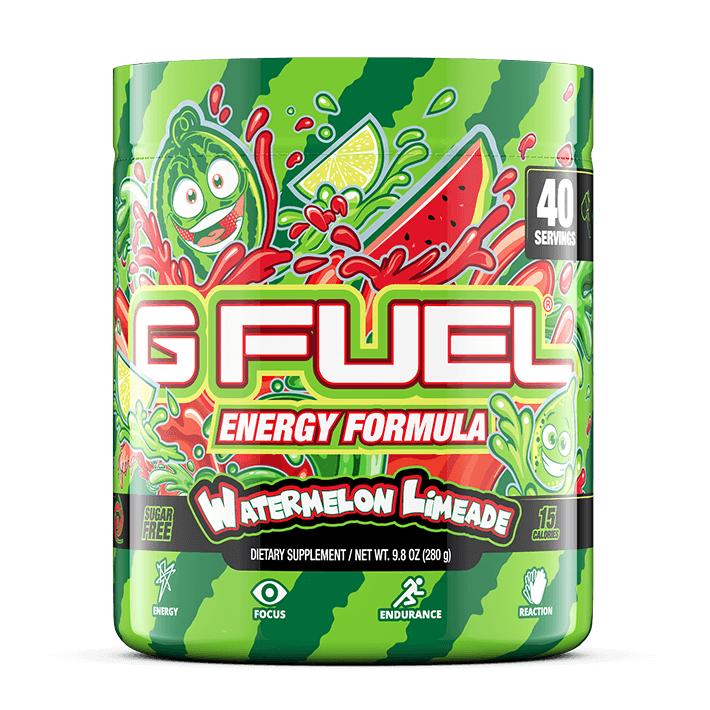 40
SERVINGS
G FUEL®
ENERGY FORMULA
WATERMELON LIMEADE
SUGAR
FREE
15
CALORIES
DIETARY SUPPLEMENT / NET WT. 9.8 OZ (280 g)
ENERGY
FOCUS
ENDURANCE
REACTION